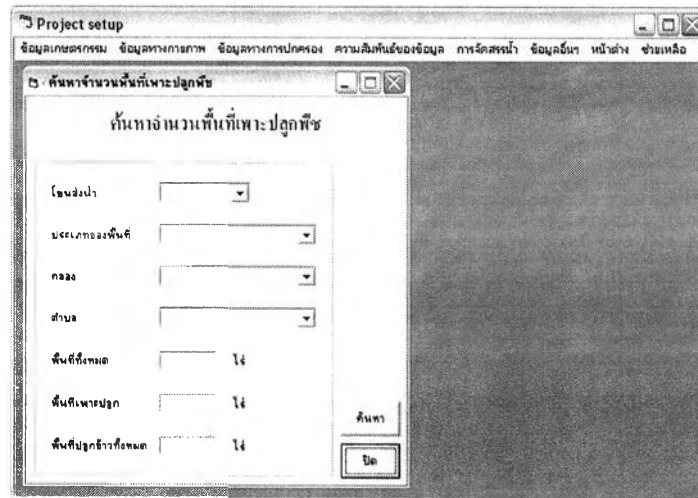 Project setup
ข้อมูลเกษตรกรรม ข้อมูลทางกายภาพ ข้อมูลทางการปกครอง ความสัมพันธ์ของข้อมูล การจัดสรรน้ำ ข้อมูลอื่นๆ หน้าต่าง ช่วยเหลือ
ค้นหาจำนวนพื้นที่เพาะปลูกพืช
ค้นหาจำนวนพื้นที่เพาะปลูกพืช
โซนส่งน้ำ
ประเภทของพื้นที่
คลอง
ตำบล
พื้นที่ทั้งหมด ไร่
พื้นที่เพาะปลูก ไร่
พื้นที่ปลูกข้าวทั้งหมด ไร่
ค้นหา
ปิด